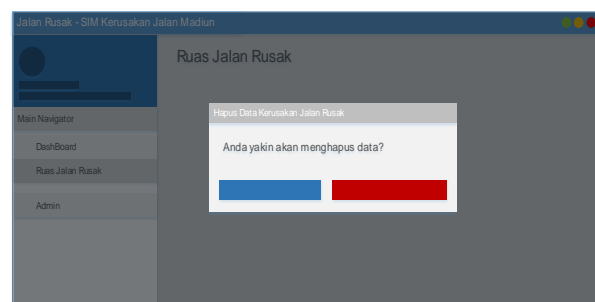 Jalan Rusak - SIM Kerusakan Jalan Madiun
Ruas Jalan Rusak
Main Navigator
DashBoard
Ruas Jalan Rusak
Admin
Hapus Data Kerusakan Jalan Rusak
Anda yakin akan menghapus data?